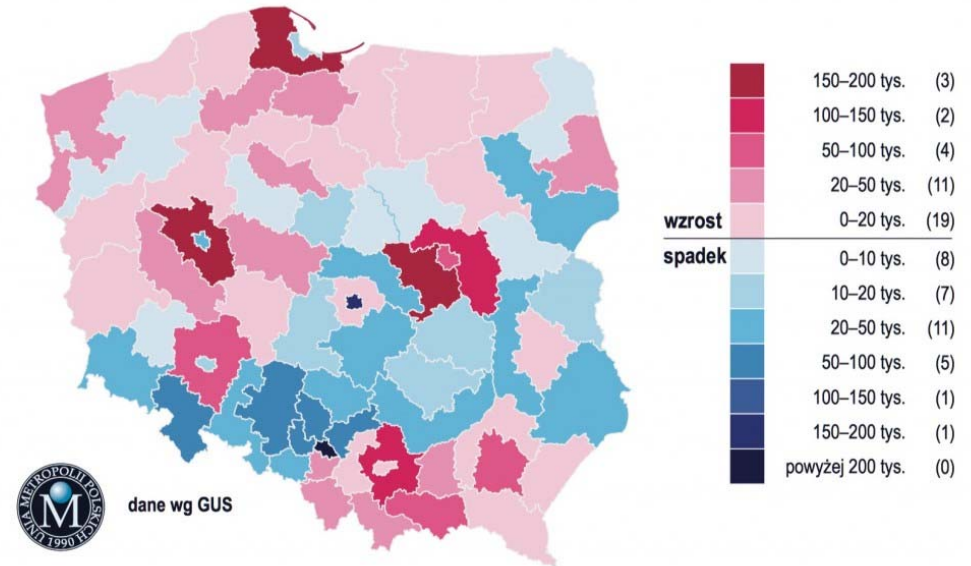 150–200 tys. (3)
100–150 tys. (2)
50–100 tys. (4)
20–50 tys. (11)
wzrost 0–20 tys. (19)
spadek 0–10 tys. (8)
10–20 tys. (7)
20–50 tys. (11)
50–100 tys. (5)
100–150 tys. (1)
150–200 tys. (1)
powyżej 200 tys. (0)
UNIA METROPOLII POLSKICH
M
1990
dane wg GUS